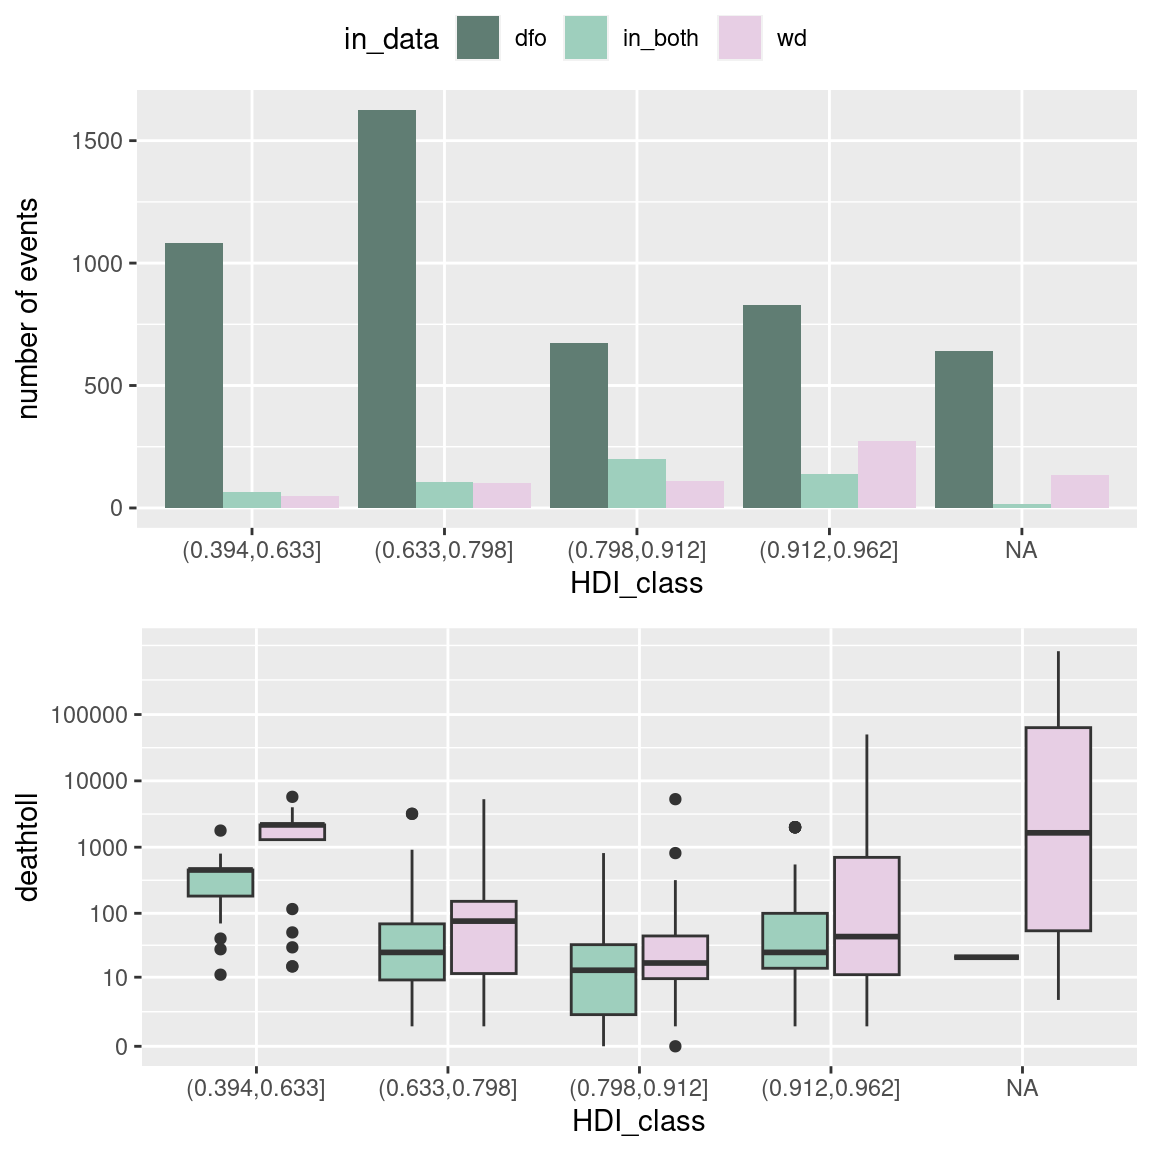 in_data dfo in_both wd
number of events
1500
1000
500
0
(0.394,0.633] (0.633,0.798] (0.798,0.912] (0.912,0.962] NA
HDI_class
deathtoll
100000
10000
1000
100
10
0
(0.394,0.633] (0.633,0.798] (0.798,0.912] (0.912,0.962] NA
HDI_class